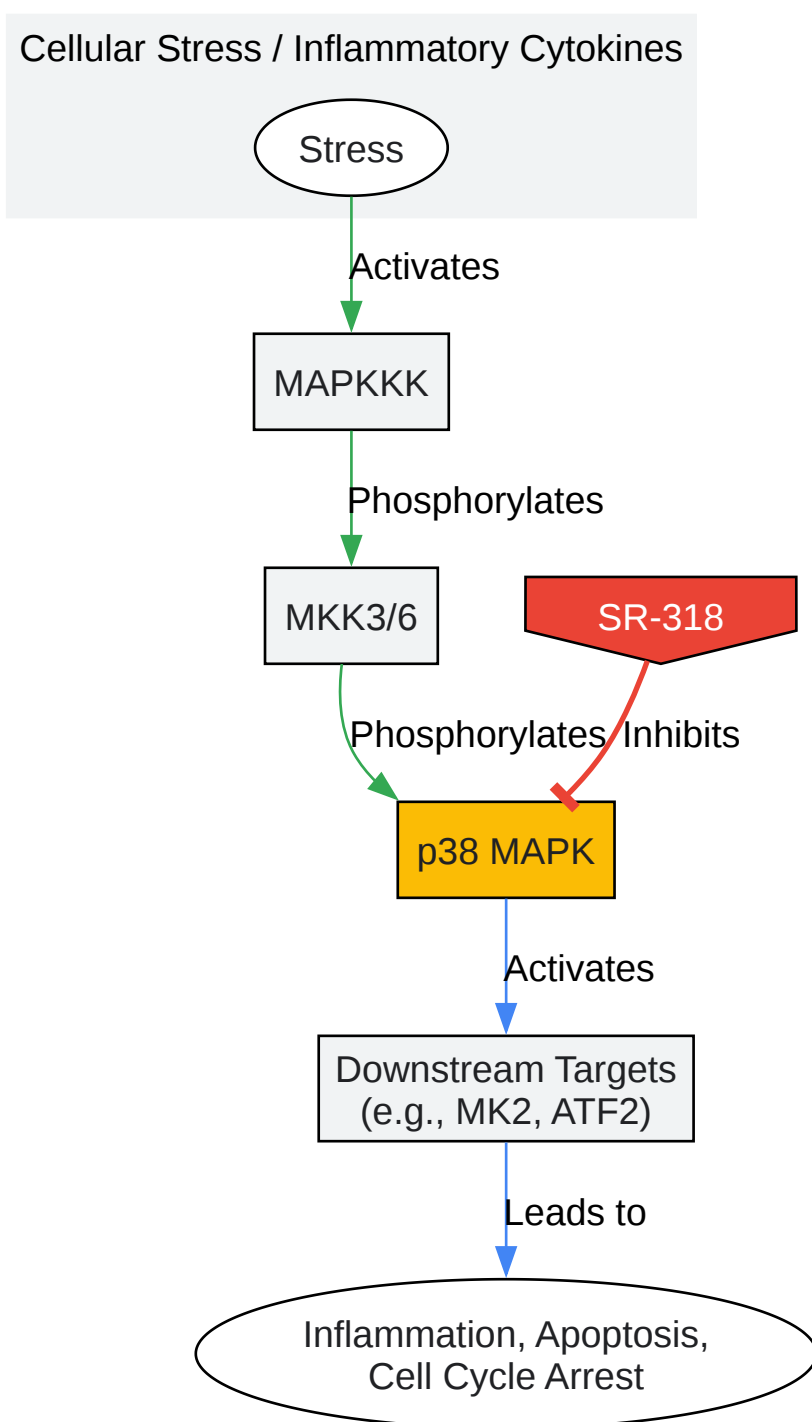 Cellular Stress / Inflammatory Cytokines
Stress
Activates
MAPKKK
Phosphorylates
MKK3/6
SR-318
Phosphorylates
Inhibits
p38 MAPK
Activates
Downstream Targets
(e.g., MK2, ATF2)
Leads to
Inflammation, Apoptosis,
Cell Cycle Arrest